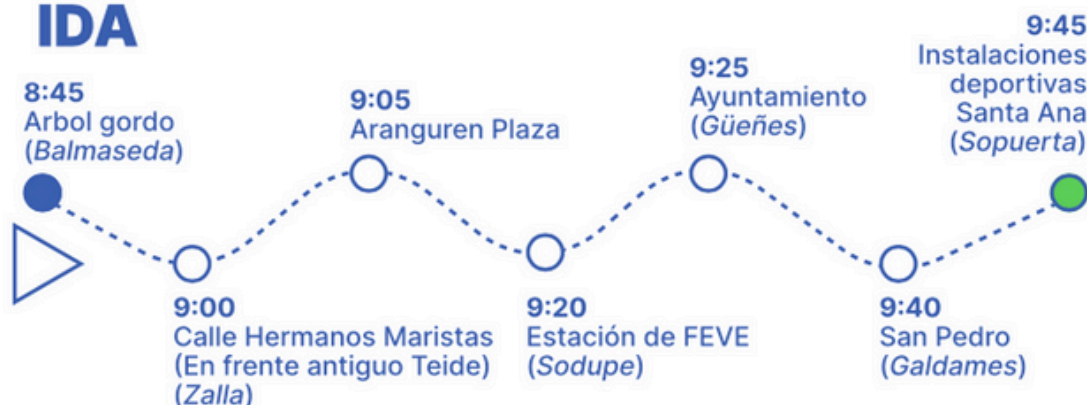 IDA
8:45
Arbol gordo
(Balmaseda)
9:00
Calle Hermanos Maristas
(En frente antiguo Teide)
(Zalla)
9:05
Aranguren Plaza
9:20
Estación de FEVE
(Sodupe)
9:25
Ayuntamiento
(Güeñes)
9:40
San Pedro
(Galdames)
9:45
Instalaciones
deportivas
Santa Ana
(Sopuerta)